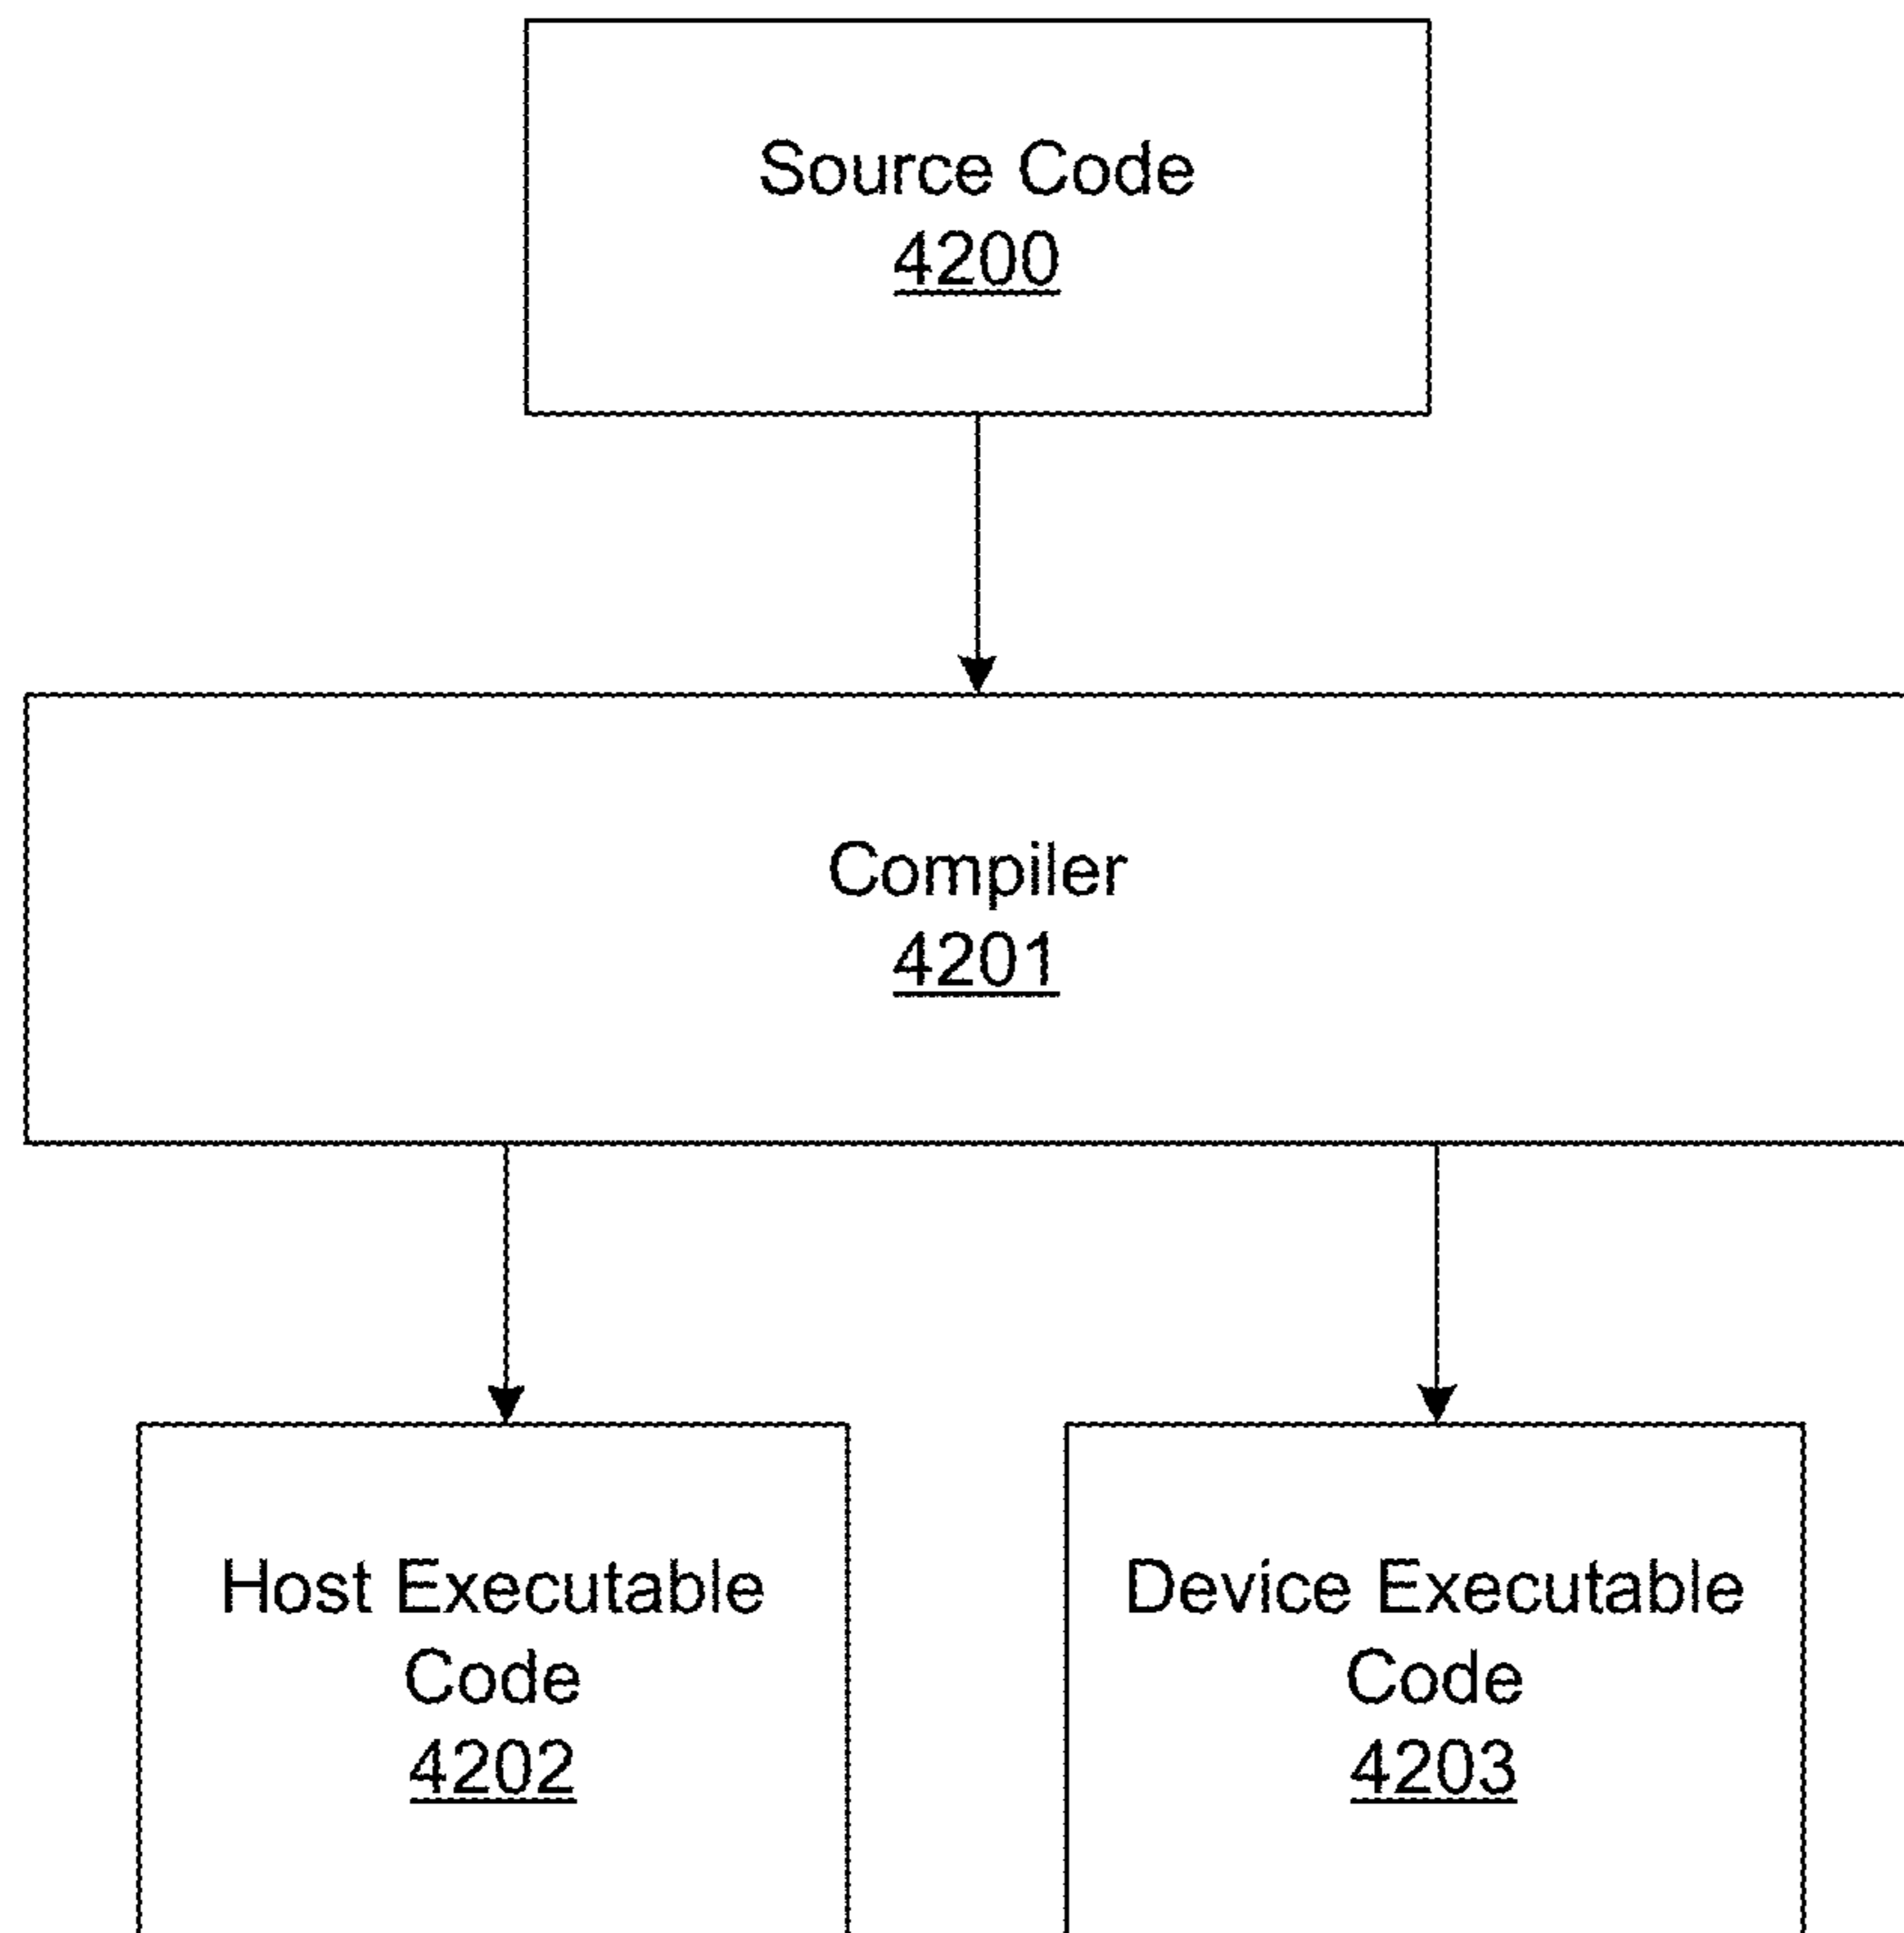 Source Code
4200
Compiler
4201
Host Executable
Code
4202
Device Executable
Code
4203